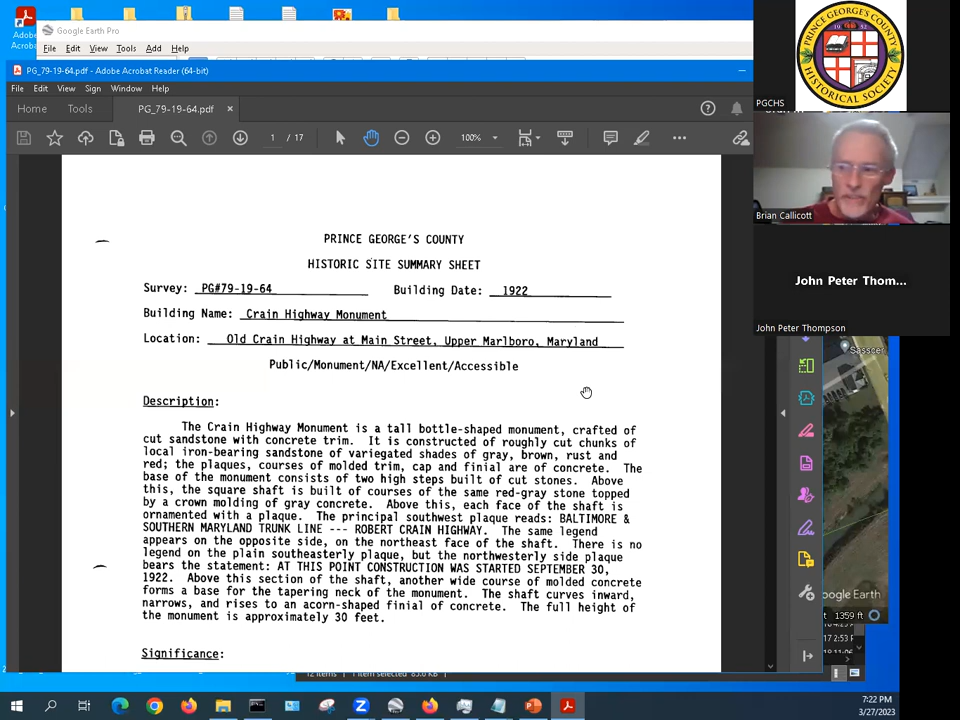 Adobe
Acrobat
Google Earth Pro
File Edit View Tools Add Help
PG_79-19-64.pdf - Adobe Acrobat Reader (64-bit)
File Edit View Sign Window Help
Home Tools PG_79-19-64.pdf ×
1 / 17 100%
PRINCE GEORGE'S COUNTY
HISTORIC SITE SUMMARY SHEET
Survey: PG#79-19-64 Building Date: 1922
Building Name: Crain Highway Monument
Location: Old Crain Highway at Main Street, Upper Marlboro, Maryland
Public/Monument/NA/Excellent/Accessible
Description:
The Crain Highway Monument is a tall bottle-shaped monument, crafted of
cut sandstone with concrete trim. It is constructed of roughly cut chunks of
local iron-bearing sandstone of variegated shades of gray, brown, rust and
red; the plaques, courses of molded trim, cap and finial are of concrete. The
base of the monument consists of two high steps built of cut stones. Above
this, the square shaft is built of courses of the same red-gray stone topped
by a crown molding of gray concrete. Above this, each face of the shaft is
ornamented with a plaque. The principal southwest plaque reads: BALTIMORE &
SOUTHERN MARYLAND TRUNK LINE --- ROBERT CRAIN HIGHWAY. The same legend
appears on the opposite side, on the northeast face of the shaft. There is no
legend on the plain southeasterly plaque, but the northwesterly side plaque
bears the statement: AT THIS POINT CONSTRUCTION WAS STARTED SEPTEMBER 30,
1922. Above this section of the shaft, another wide course of molded concrete
forms a base for the tapering neck of the monument. The shaft curves inward,
narrows, and rises to an acorn-shaped finial of concrete. The full height of
the monument is approximately 30 feet.
Significance:
PRINCE GEORGE'S COUNTY
HISTORICAL SOCIETY
1952
PGCHS
Brian Callicott
John Peter Thom...
John Peter Thompson
Sasscer
Google Earth
1359 ft
12 items 1 item selected 85.0 KB
7:22 PM
3/27/2023